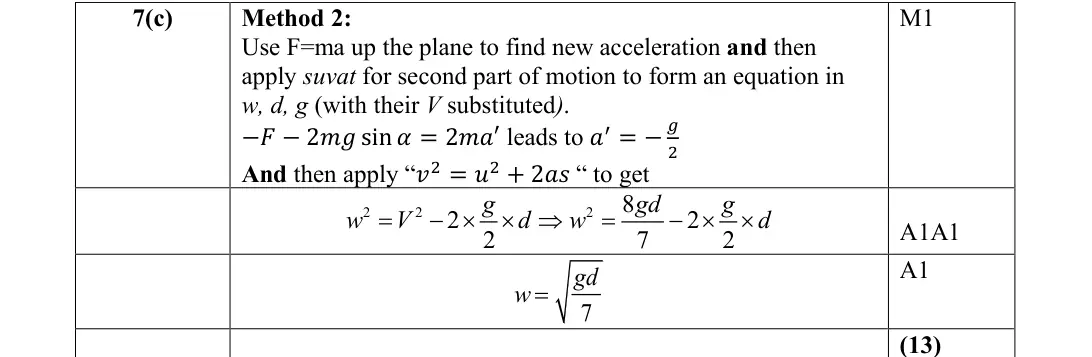 7(c) Method 2: M1
Use F=ma up the plane to find new acceleration and then
apply suvat for second part of motion to form an equation in
w, d, g (with their V substituted).
−F − 2mg sin α = 2ma′ leads to a′ = −g/2
And then apply “v² = u² + 2as “ to get
w² = V² − 2×g/2×d ⇒ w² = 8gd/7 − 2×g/2×d A1A1
w = √(gd/7) A1
(13)